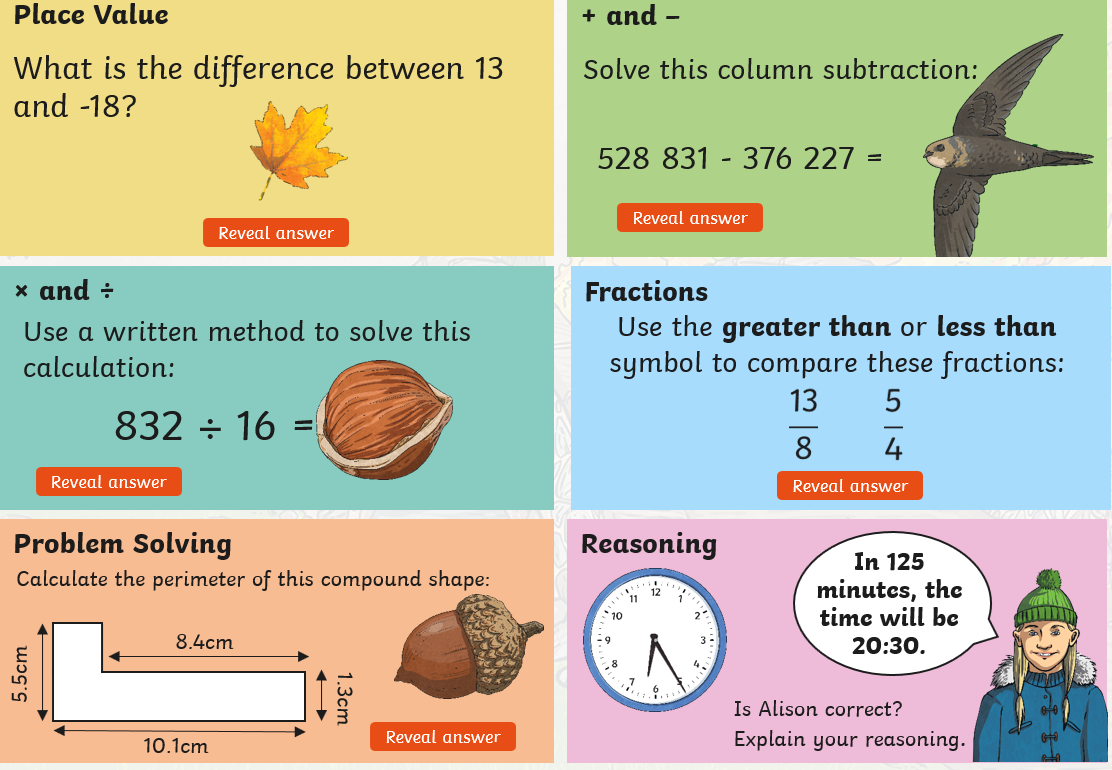 Place Value
What is the difference between 13
and -18?
Reveal answer
+ and –
Solve this column subtraction:
528 831 - 376 227 =
Reveal answer
× and ÷
Use a written method to solve this
calculation:
832 ÷ 16 =
Reveal answer
Fractions
Use the greater than or less than
symbol to compare these fractions:
13 5
8 4
Reveal answer
Problem Solving
Calculate the perimeter of this compound shape:
8.4cm
5.5cm
1.3cm
10.1cm
Reveal answer
Reasoning
12
1
2
3
4
5
6
7
8
9
10
11
In 125
minutes, the
time will be
20:30.
Is Alison correct?
Explain your reasoning.